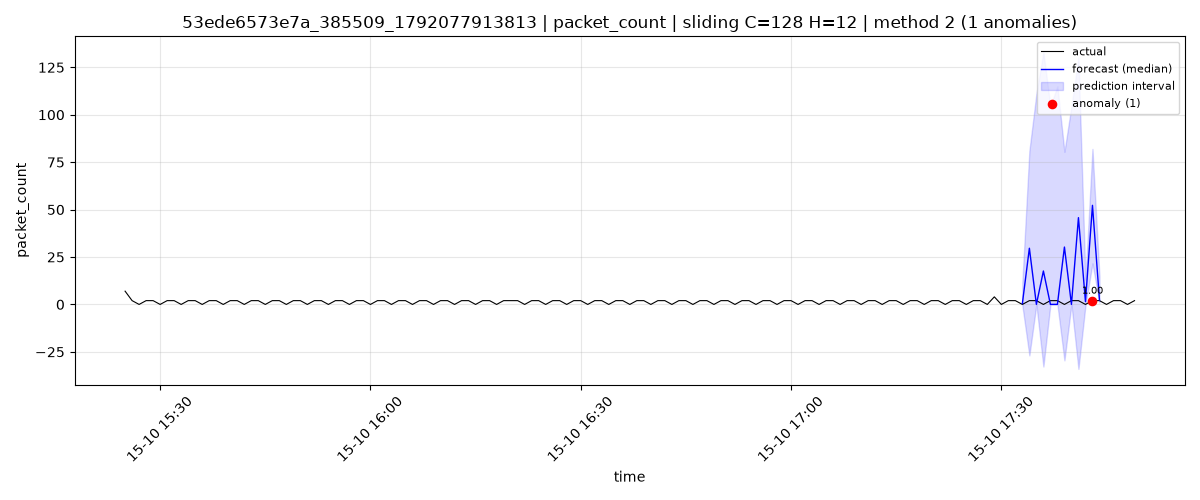 53ede6573e7a_385509_1792077913813 | packet_count | sliding C=128 H=12 | method 2 (1 anomalies)
actual
forecast (median)
prediction interval
anomaly (1)
packet_count
125
100
75
50
25
0
−25
15-10 15:30
15-10 16:00
15-10 16:30
15-10 17:00
15-10 17:30
time